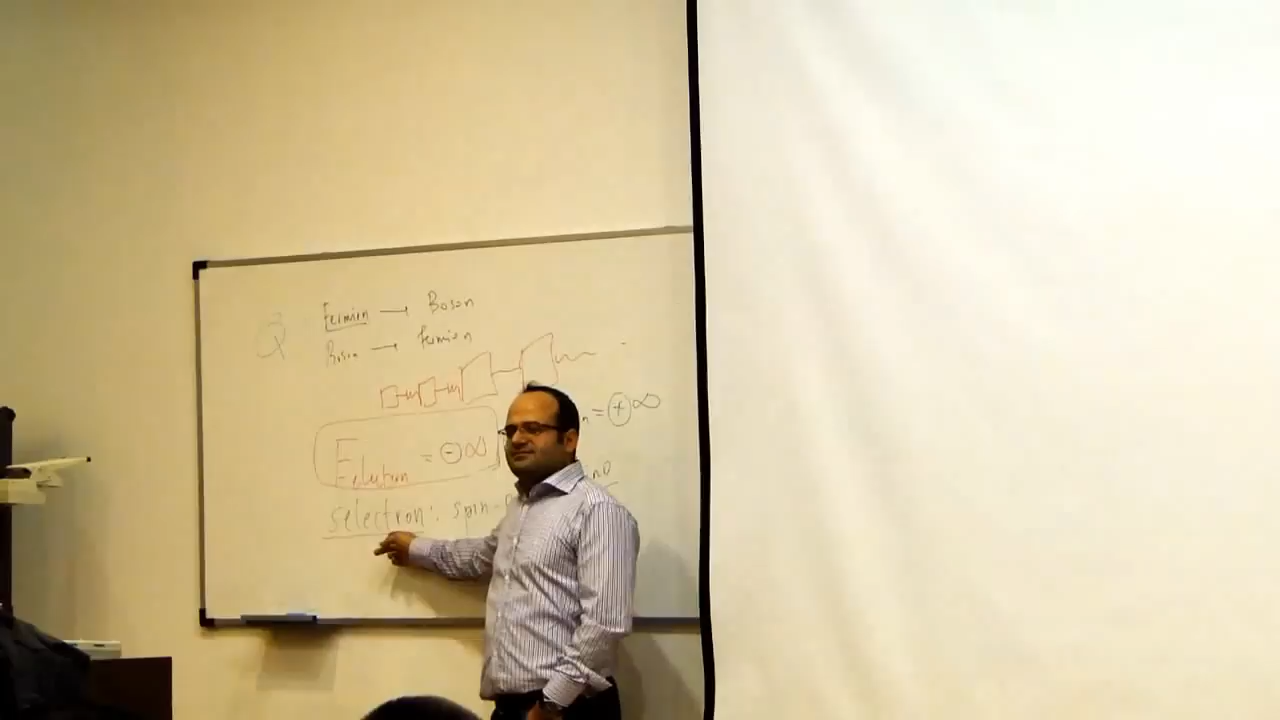 Q Fermion → Boson
Boson → fermion
E electron = ⊖∞
n = ⊕∞
selectron: spin-